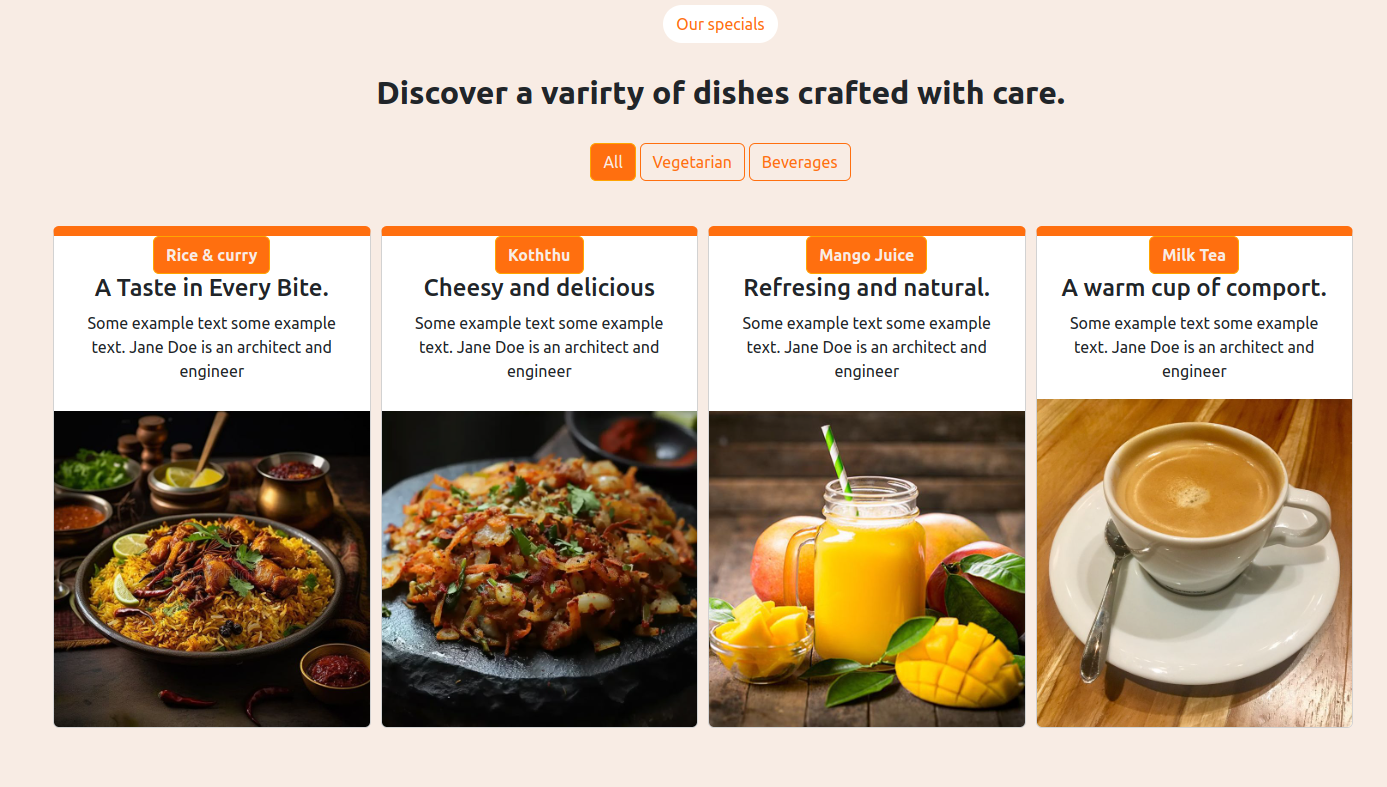 Our specials
Discover a varirty of dishes crafted with care.
All
Vegetarian
Beverages
Rice & curry
A Taste in Every Bite.
Some example text some example
text. Jane Doe is an architect and
engineer
Koththu
Cheesy and delicious
Some example text some example
text. Jane Doe is an architect and
engineer
Mango Juice
Refresing and natural.
Some example text some example
text. Jane Doe is an architect and
engineer
Milk Tea
A warm cup of comport.
Some example text some example
text. Jane Doe is an architect and
engineer